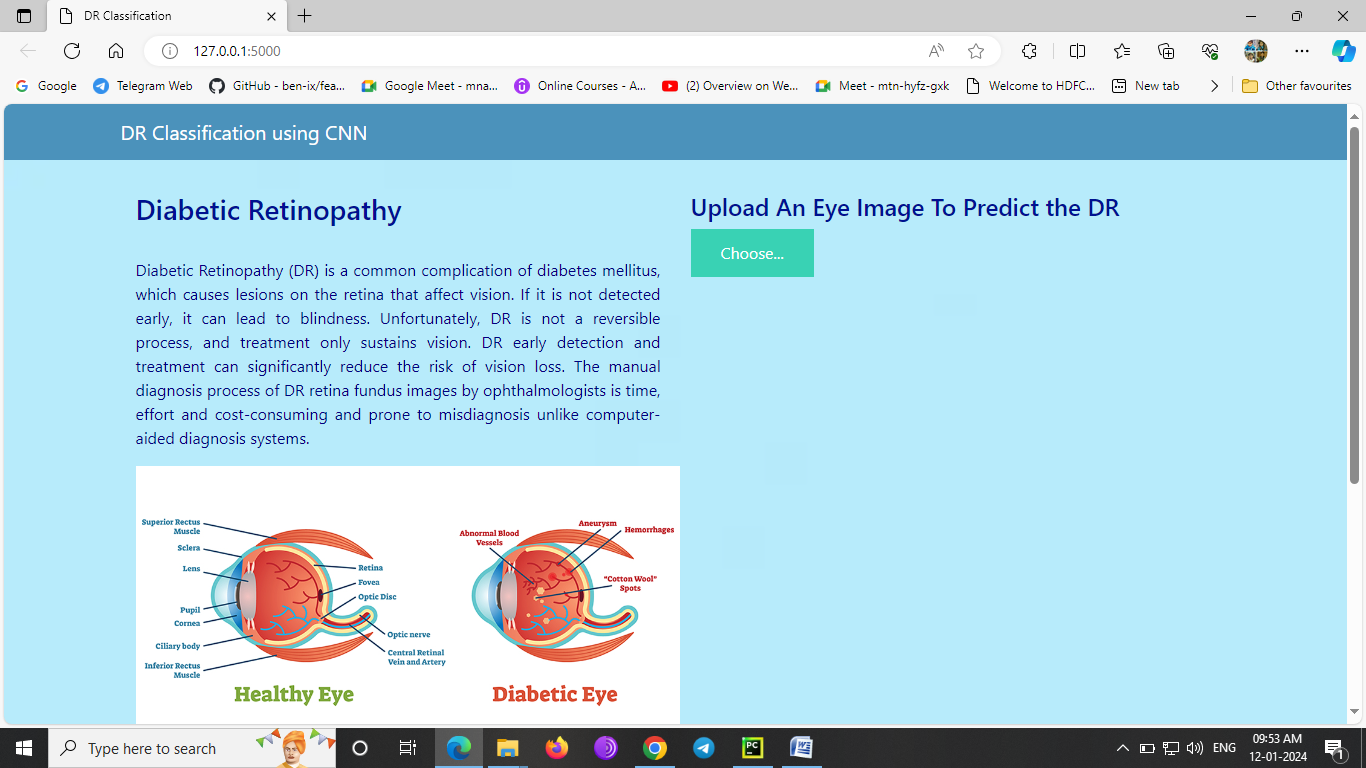 DR Classification
127.0.0.1:5000
Google
Telegram Web
GitHub - ben-ix/fea...
Google Meet - mna...
Online Courses - A...
(2) Overview on We...
Meet - mtn-hyfz-gxk
Welcome to HDFC...
New tab
Other favourites
DR Classification using CNN
Diabetic Retinopathy
Diabetic Retinopathy (DR) is a common complication of diabetes mellitus,
which causes lesions on the retina that affect vision. If it is not detected
early, it can lead to blindness. Unfortunately, DR is not a reversible
process, and treatment only sustains vision. DR early detection and
treatment can significantly reduce the risk of vision loss. The manual
diagnosis process of DR retina fundus images by ophthalmologists is time,
effort and cost-consuming and prone to misdiagnosis unlike computer-
aided diagnosis systems.
Upload An Eye Image To Predict the DR
Choose...
Superior Rectus
Muscle
Sclera
Lens
Pupil
Cornea
Ciliary body
Inferior Rectus
Muscle
Retina
Fovea
Optic Disc
Optic nerve
Central Retinal
Vein and Artery
Healthy Eye
Abnormal Blood
Vessels
Aneurysm
Hemorrhages
"Cotton Wool"
Spots
Diabetic Eye
Type here to search
PC
W
ENG
09:53 AM
12-01-2024
1